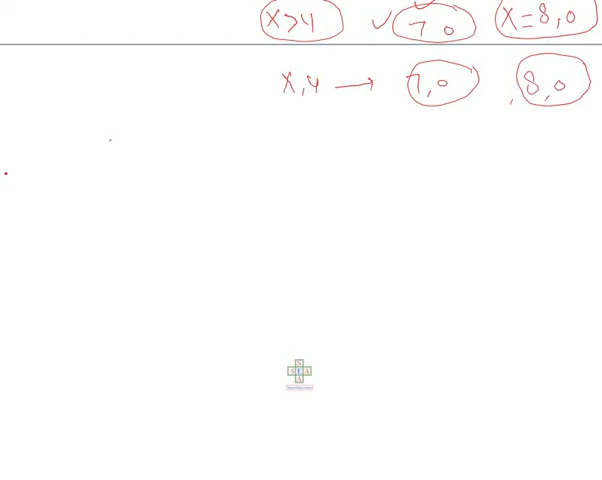 x>4 ✓ 7 0 x=8,0
x,4 → 7,0 , 8,0
S
S E A
A